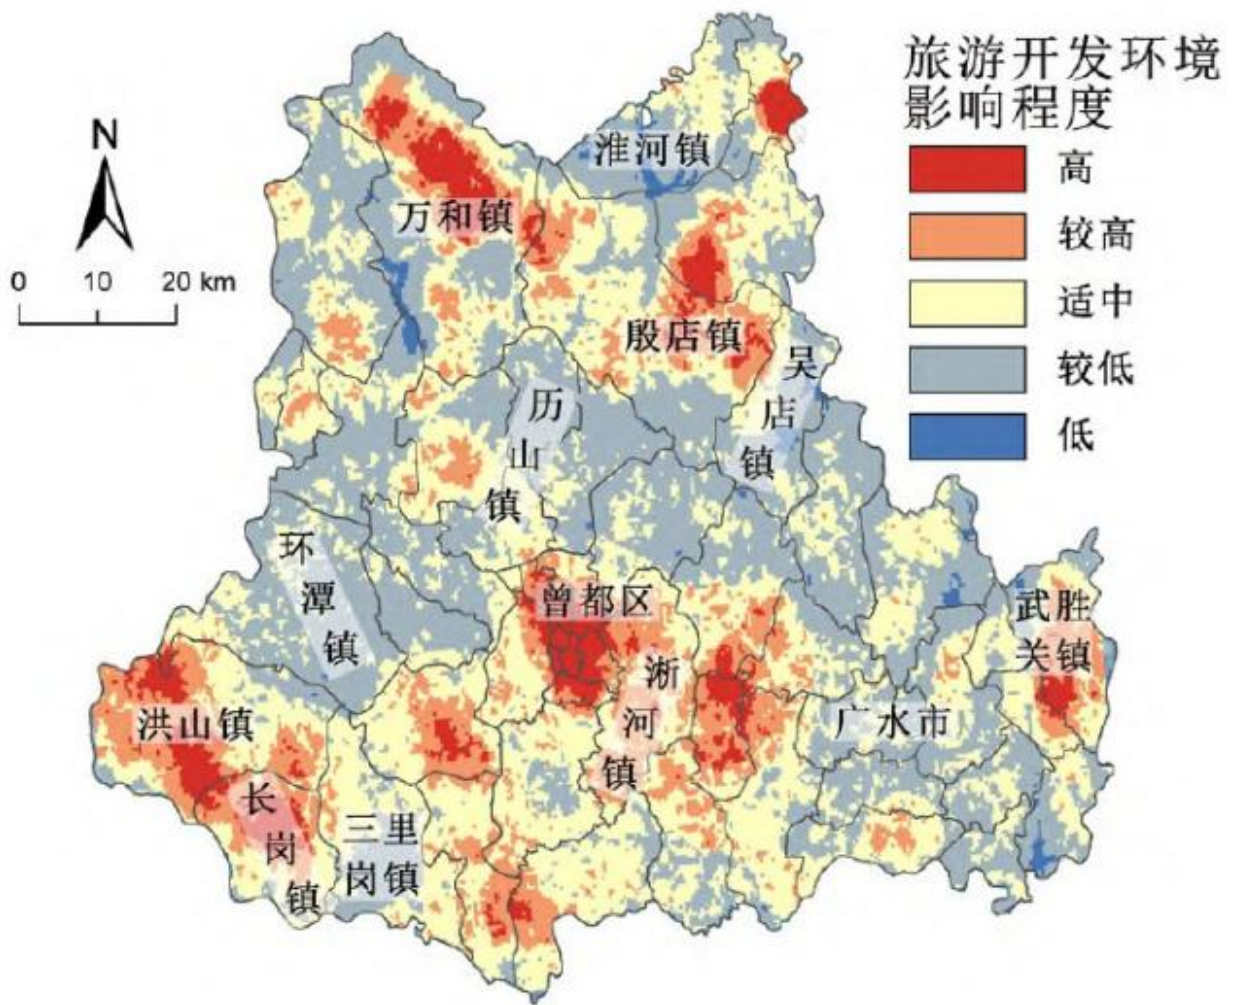 旅游开发环境
影响程度
高
较高
适中
较低
低
N
0 10 20 km
淮河镇
万和镇
殷店镇
吴店镇
历山镇
环潭镇
曾都区
淅河镇
武胜
关镇
广水市
洪山镇
长岗镇
三里
岗镇